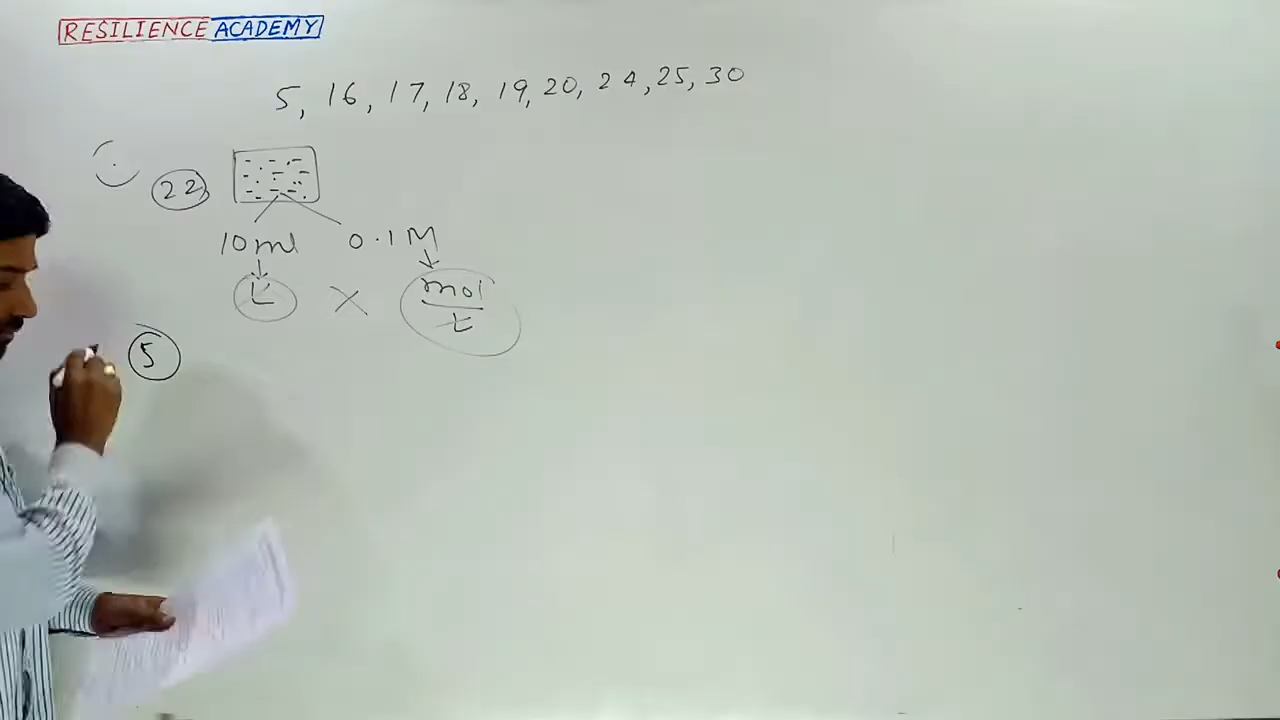 RESILIENCE ACADEMY
5, 16, 17, 18, 19, 20, 24, 25, 30
22,
10ml 0.1M
L × mol
L
5